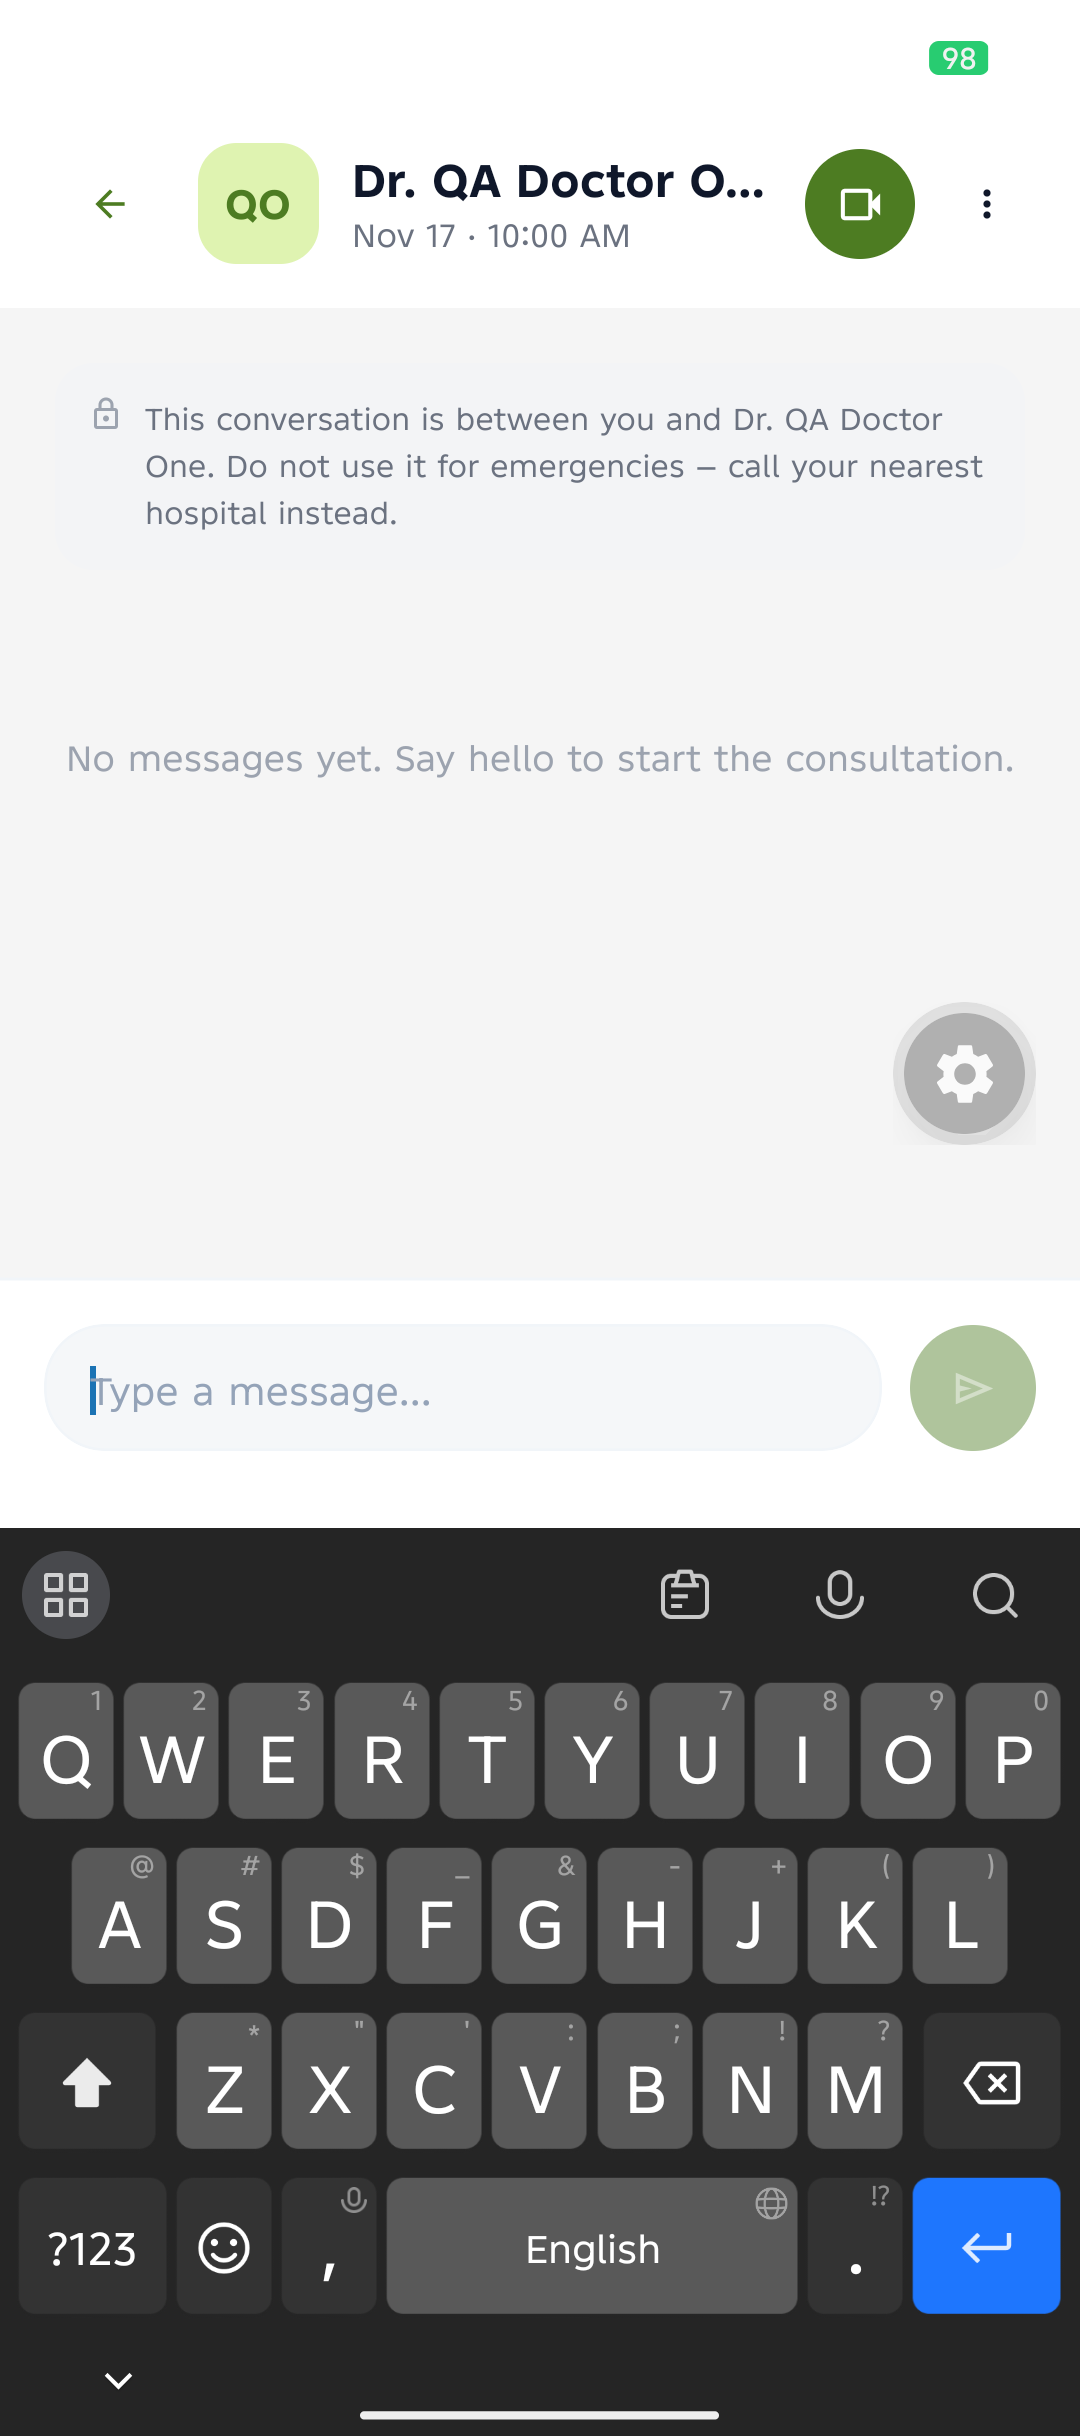 98
QO
Dr. QA Doctor O...
Nov 17 · 10:00 AM
This conversation is between you and Dr. QA Doctor
One. Do not use it for emergencies – call your nearest
hospital instead.
No messages yet. Say hello to start the consultation.
Type a message...
1 2 3 4 5 6 7 8 9 0
Q W E R T Y U I O P
@ # $ _ & - + ( )
A S D F G H J K L
* " ' : ; ! ?
Z X C V B N M
!?
?123 , English .